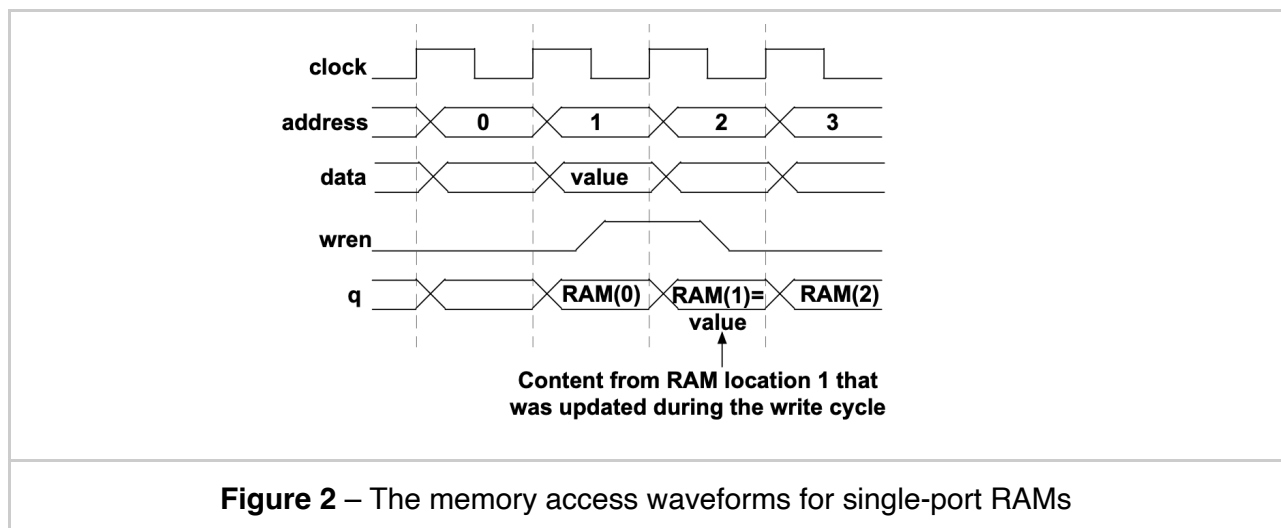 clock
address 0 1 2 3
data value
wren
q RAM(0) RAM(1)= RAM(2)
value
Content from RAM location 1 that
was updated during the write cycle
Figure 2 – The memory access waveforms for single-port RAMs